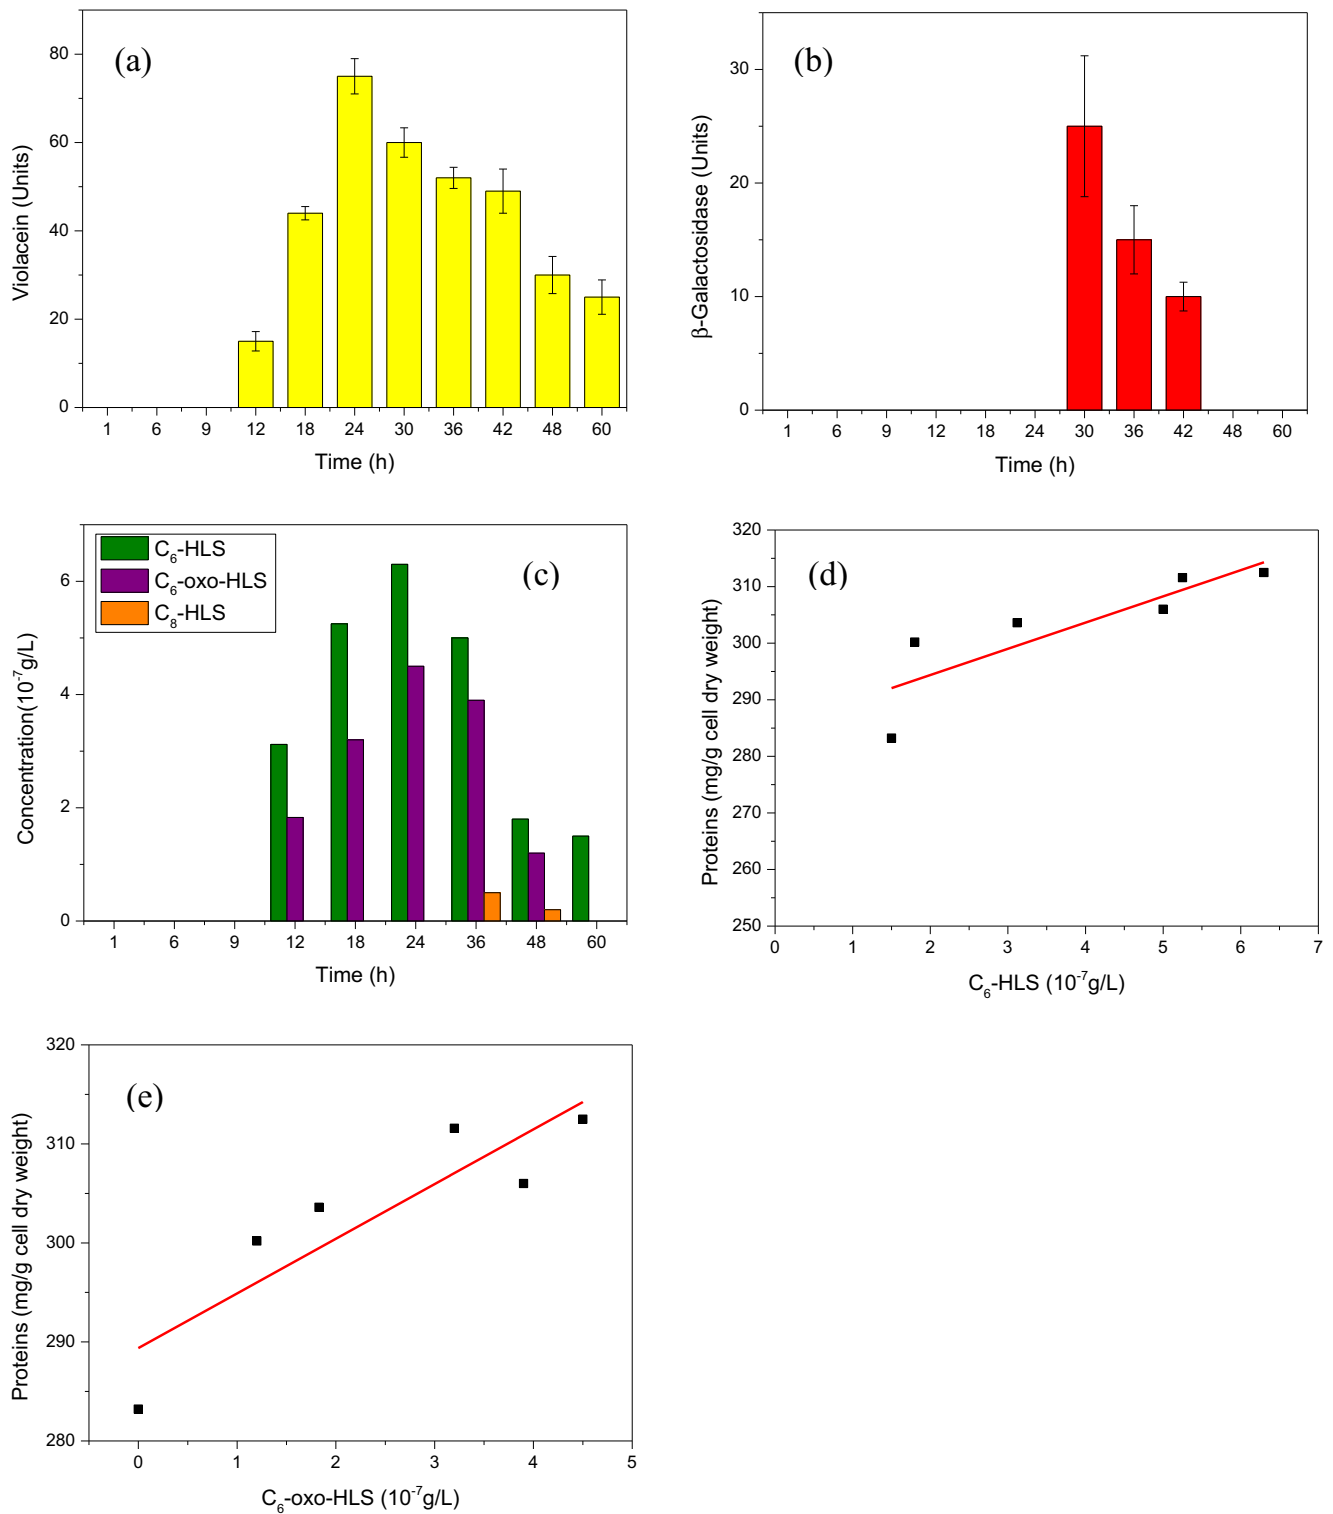 (a)
Violacein (Units)
80
60
40
20
0
1 6 9 12 18 24 30 36 42 48 60
Time (h)
(b)
β-Galactosidase (Units)
30
20
10
0
1 6 9 12 18 24 30 36 42 48 60
Time (h)
(c)
C₆-HLS
C₆-oxo-HLS
C₈-HLS
Concentration(10⁻⁷g/L)
6
4
2
0
1 6 9 12 18 24 36 48 60
Time (h)
(d)
Proteins (mg/g cell dry weight)
320
310
300
290
280
270
260
250
0 1 2 3 4 5 6 7
C₆-HLS (10⁻⁷g/L)
(e)
Proteins (mg/g cell dry weight)
320
310
300
290
280
0 1 2 3 4 5
C₆-oxo-HLS (10⁻⁷g/L)